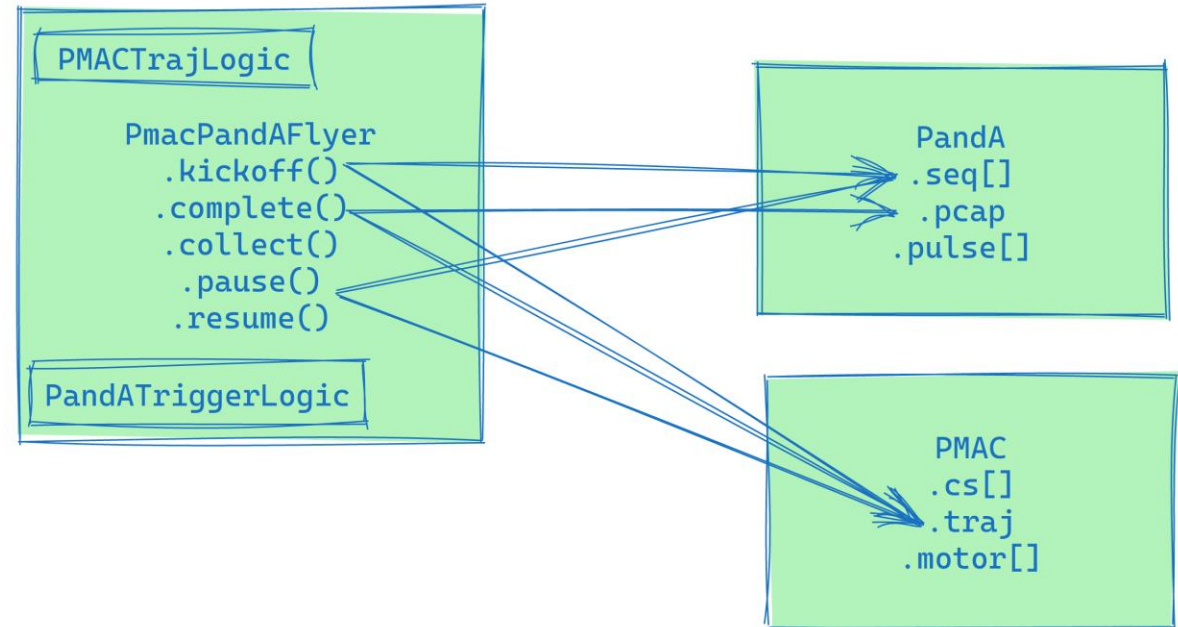 PMACTrajLogic
PmacPandAFlyer
.kickoff()
.complete()
.collect()
.pause()
.resume()
PandATriggerLogic
PandA
.seq[]
.pcap
.pulse[]
PMAC
.cs[]
.traj
.motor[]